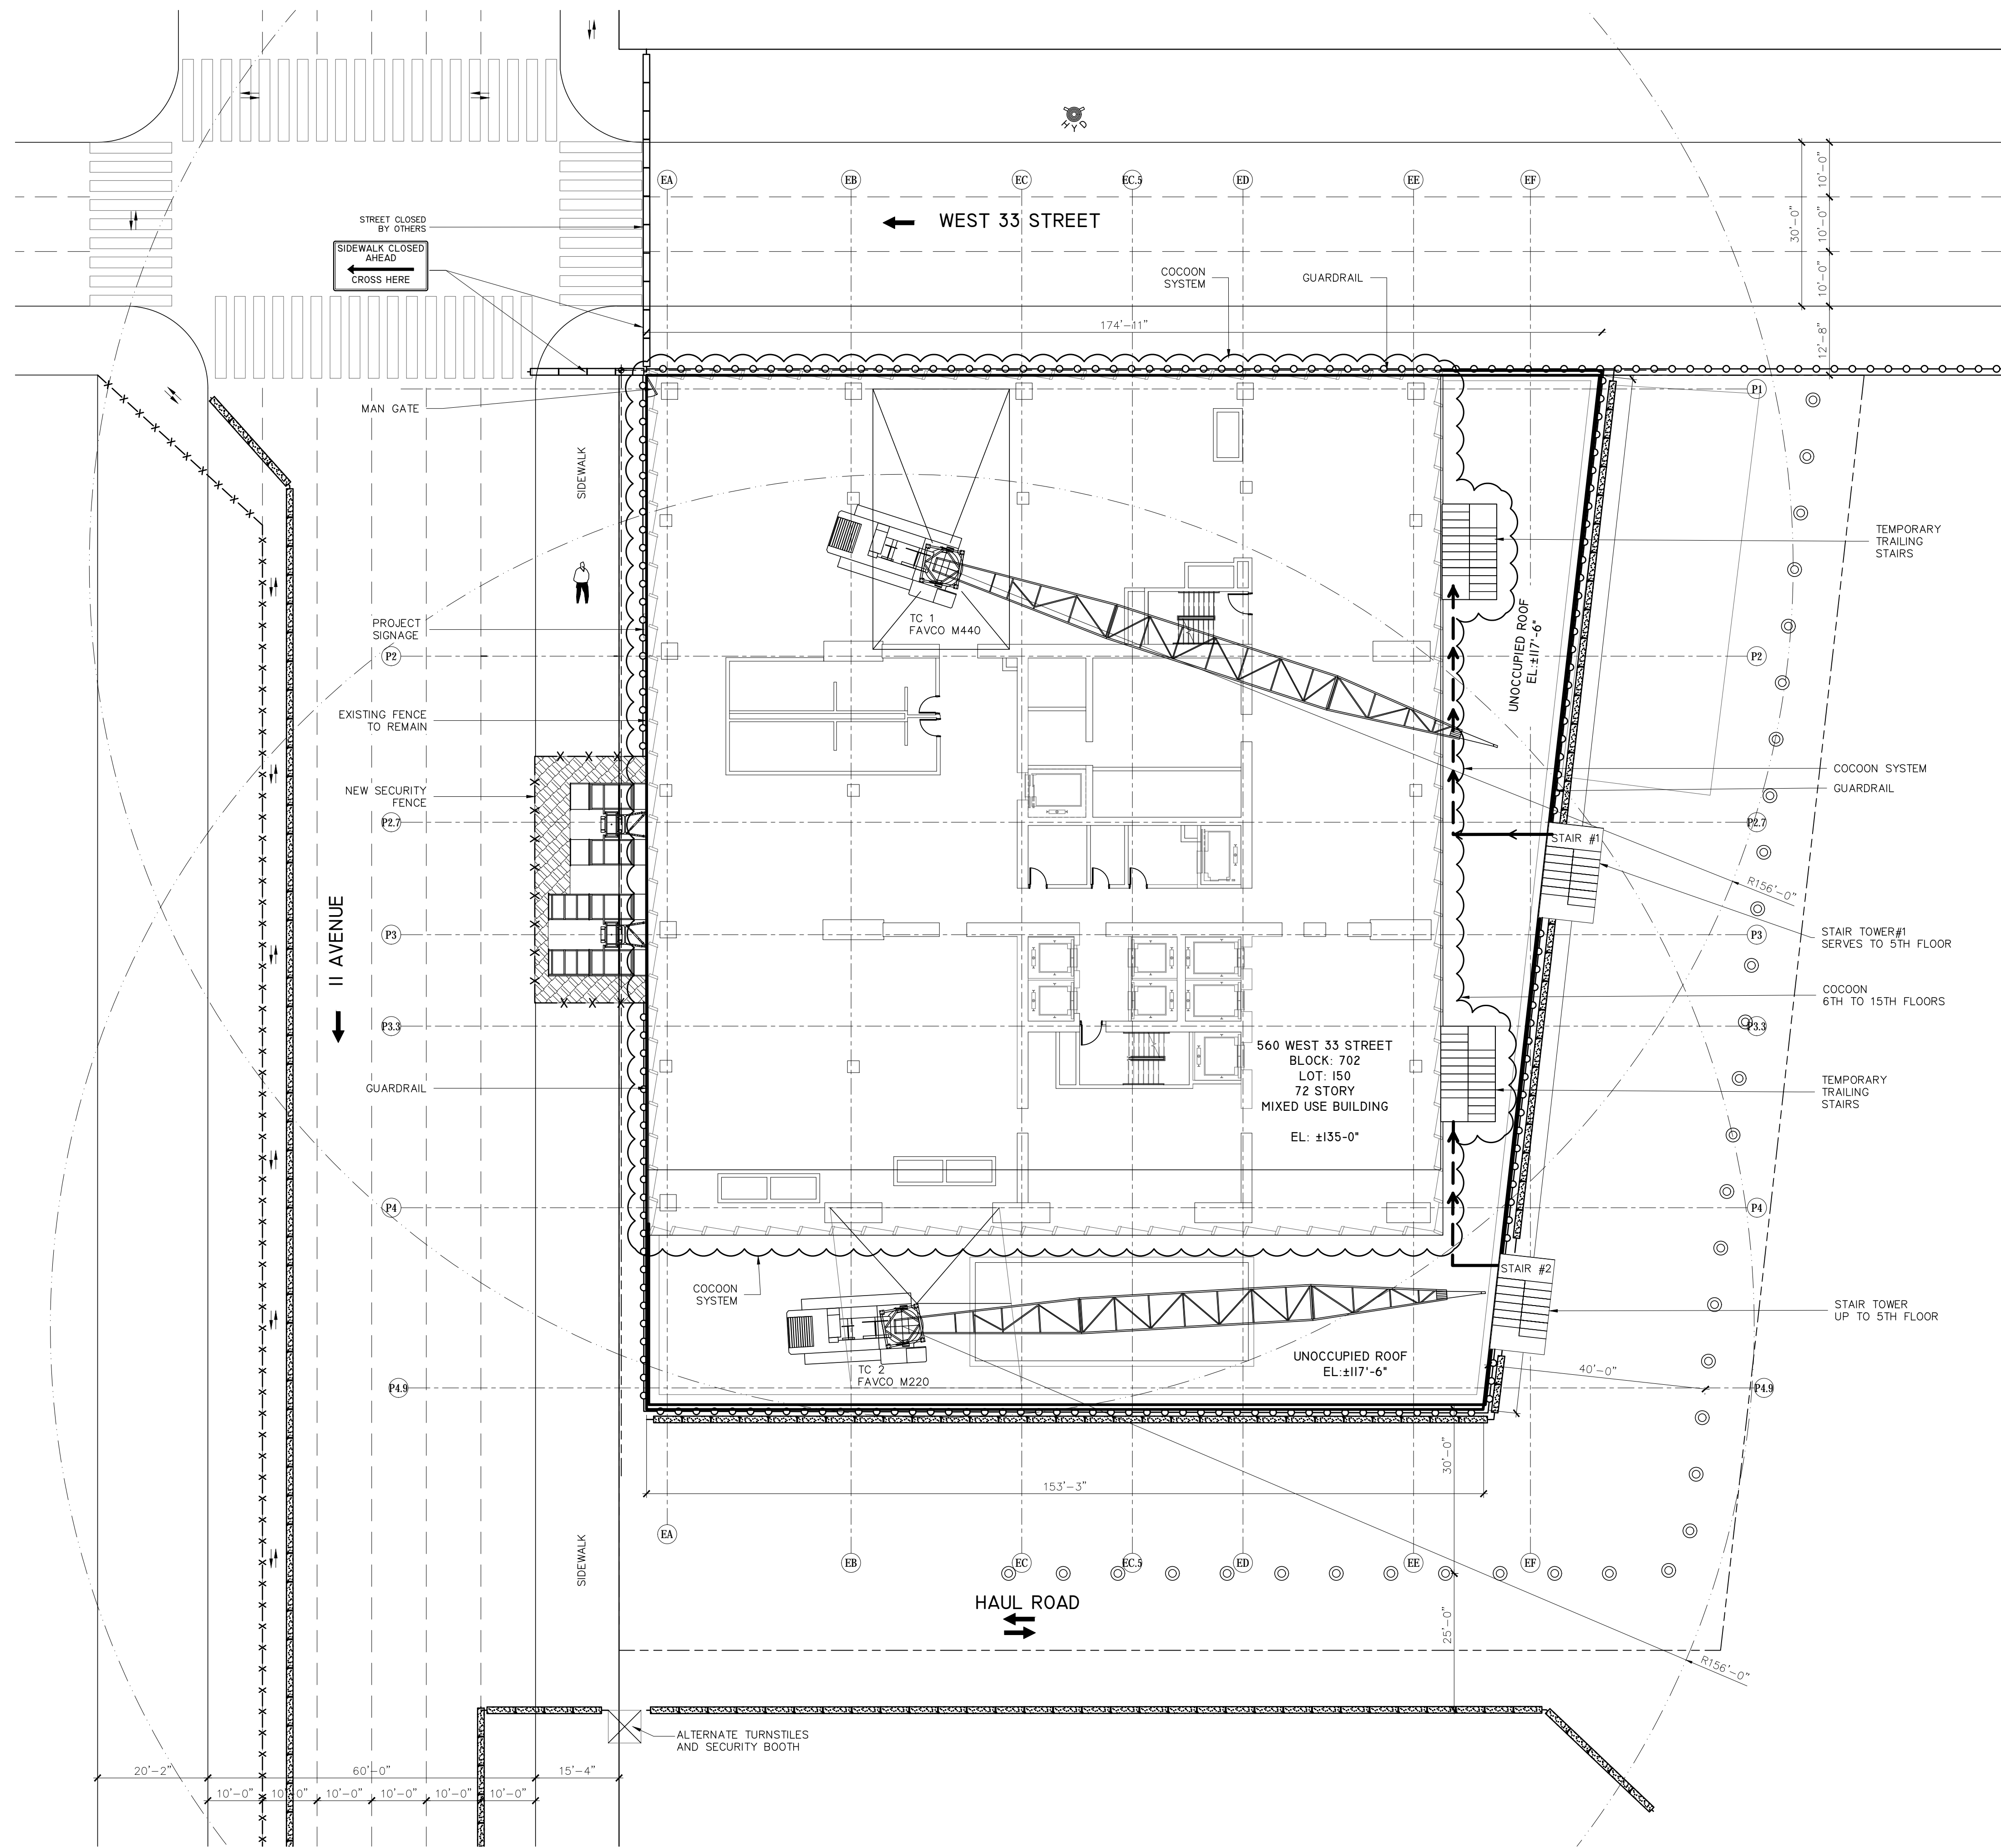 HYD
EA
EB
EC
EC.5
ED
EE
EF
STREET CLOSED
BY OTHERS
SIDEWALK CLOSED
AHEAD
CROSS HERE
WEST 33 STREET
COCOON
SYSTEM
GUARDRAIL
30'-0"
10'-0"
10'-0"
10'-0"
12'-8"
174'-11"
MAN GATE
P1
SIDEWALK
TEMPORARY
TRAILING
STAIRS
PROJECT
SIGNAGE
TC 1
FAVCO M440
UNOCCUPIED ROOF
EL:±117'-6"
P2
P2
EXISTING FENCE
TO REMAIN
COCOON SYSTEM
GUARDRAIL
NEW SECURITY
FENCE
P2.7
P2.7
STAIR #1
R156'-0"
11 AVENUE
P3
P3
STAIR TOWER#1
SERVES TO 5TH FLOOR
COCOON
6TH TO 15TH FLOORS
P3.3
P3.3
560 WEST 33 STREET
BLOCK: 702
LOT: 150
72 STORY
MIXED USE BUILDING
EL: ±135-0"
GUARDRAIL
TEMPORARY
TRAILING
STAIRS
P4
P4
STAIR #2
COCOON
SYSTEM
STAIR TOWER
UP TO 5TH FLOOR
TC 2
FAVCO M220
UNOCCUPIED ROOF
EL:±117'-6"
40'-0"
P4.9
P4.9
30'-0"
153'-3"
EA
EB
EC
EC.5
ED
EE
EF
SIDEWALK
HAUL ROAD
25'-0"
R156'-0"
ALTERNATE TURNSTILES
AND SECURITY BOOTH
20'-2"
60'-0"
15'-4"
10'-0"
10'-0"
10'-0"
10'-0"
10'-0"
10'-0"